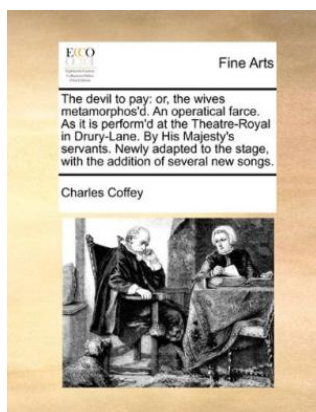 ECCO
Fine Arts
The devil to pay: or, the wives
metamorphos'd. An operatical farce.
As it is perform'd at the Theatre-Royal
in Drury-Lane. By His Majesty's
servants. Newly adapted to the stage,
with the addition of several new songs.
Charles Coffey